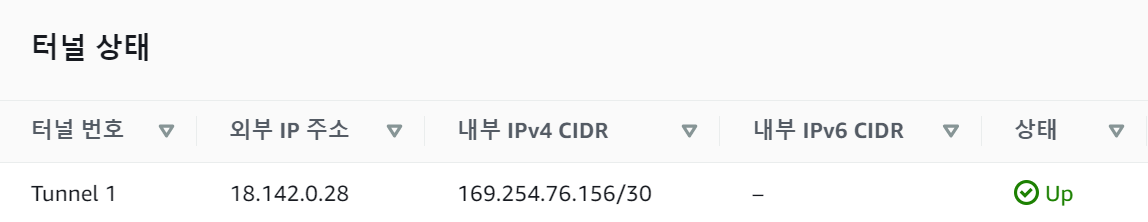 터널 상태
터널 번호 외부 IP 주소 내부 IPv4 CIDR 내부 IPv6 CIDR 상태
Tunnel 1 18.142.0.28 169.254.76.156/30 – Up